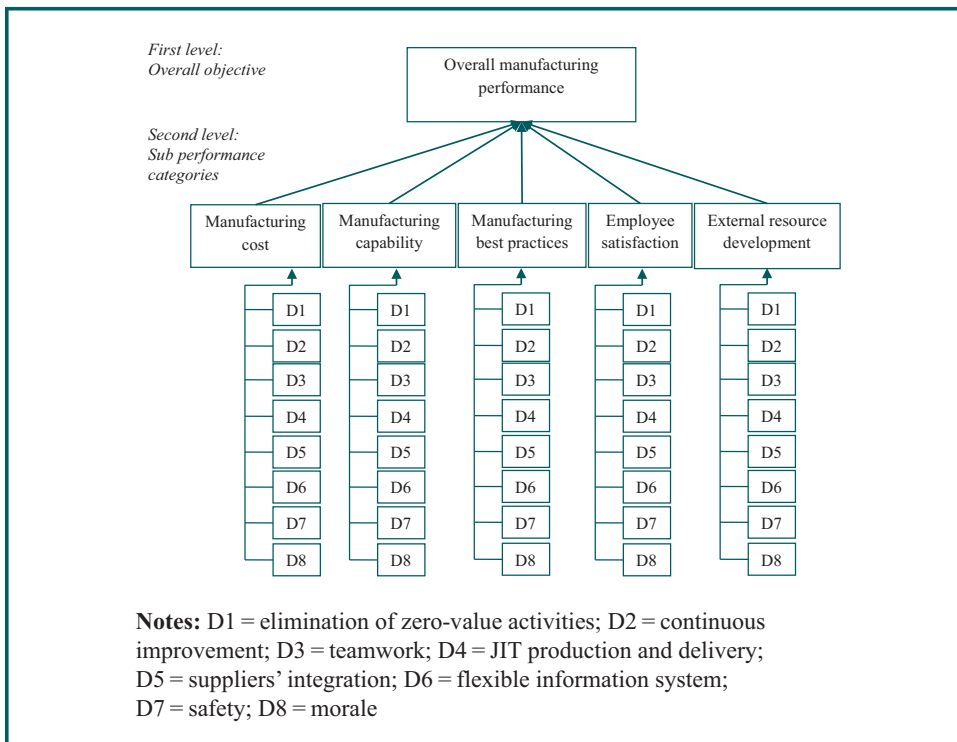 First level:
Overall objective
Overall manufacturing
performance
Second level:
Sub performance
categories
Manufacturing
cost
Manufacturing
capability
Manufacturing
best practices
Employee
satisfaction
External resource
development
D1 D1 D1 D1 D1
D2 D2 D2 D2 D2
D3 D3 D3 D3 D3
D4 D4 D4 D4 D4
D5 D5 D5 D5 D5
D6 D6 D6 D6 D6
D7 D7 D7 D7 D7
D8 D8 D8 D8 D8
Notes: D1 = elimination of zero-value activities; D2 = continuous
improvement; D3 = teamwork; D4 = JIT production and delivery;
D5 = suppliers’ integration; D6 = flexible information system;
D7 = safety; D8 = morale